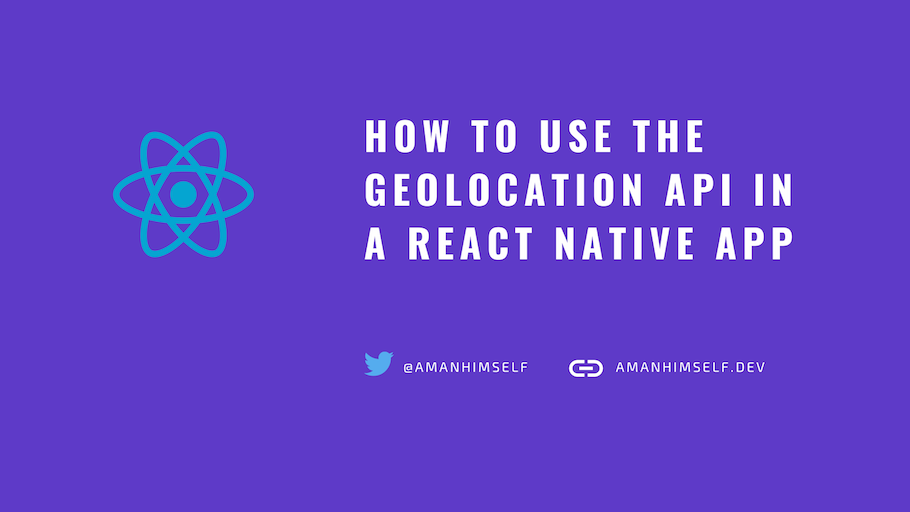 HOW TO USE THE
GEOLOCATION API IN
A REACT NATIVE APP
@AMANHIMSELF
AMANHIMSELF.DEV